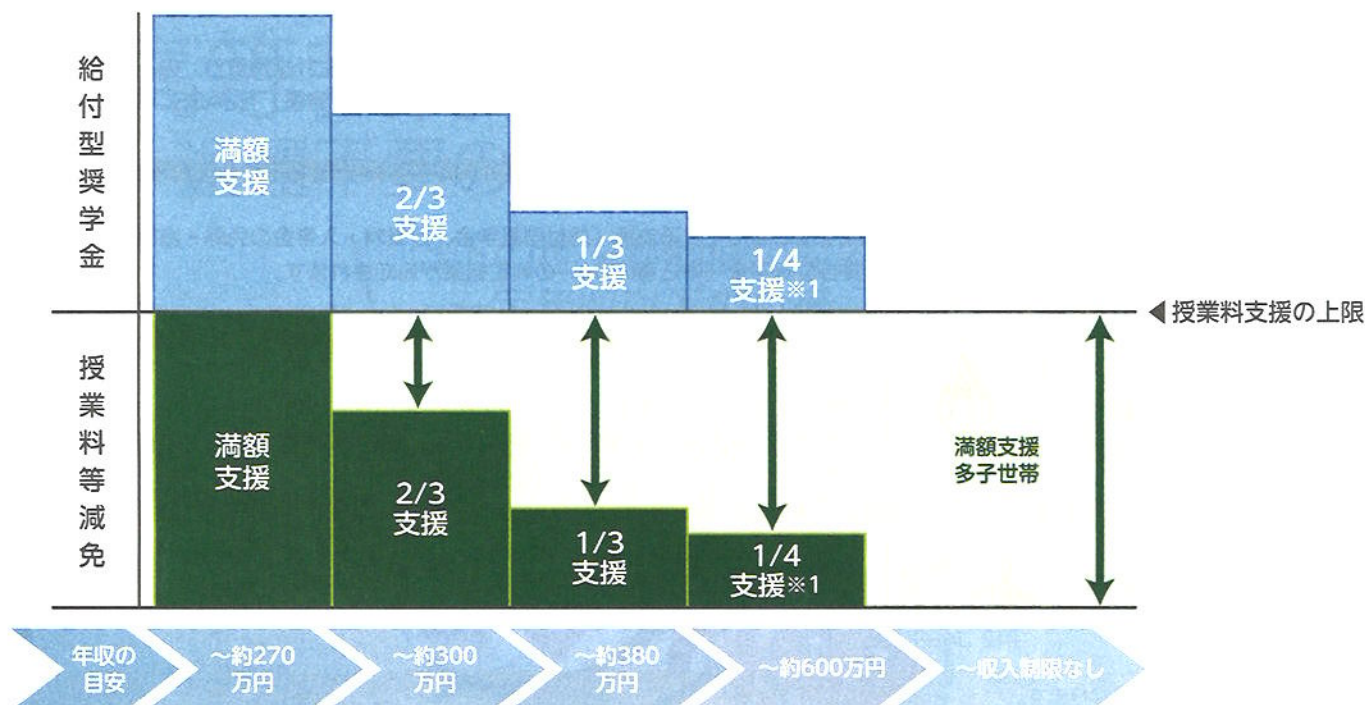 給付型奨学金
満額
支援
2/3
支援
1/3
支援
1/4
支援※1
◀授業料支援の上限
授業料等減免
満額
支援
2/3
支援
1/3
支援
1/4
支援※1
満額支援
多子世帯
年収の
目安
～約270
万円
～約300
万円
～約380
万円
～約600万円
～収入制限なし